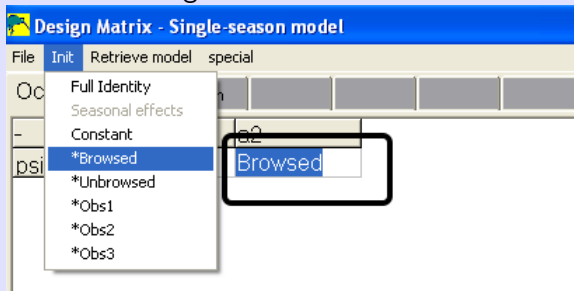 Design Matrix - Single-season model
File Init Retrieve model special
Oc
Full Identity
Seasonal effects
Constant
*Browsed
*Unbrowsed
*Obs1
*Obs2
*Obs3
- a2
psi Browsed